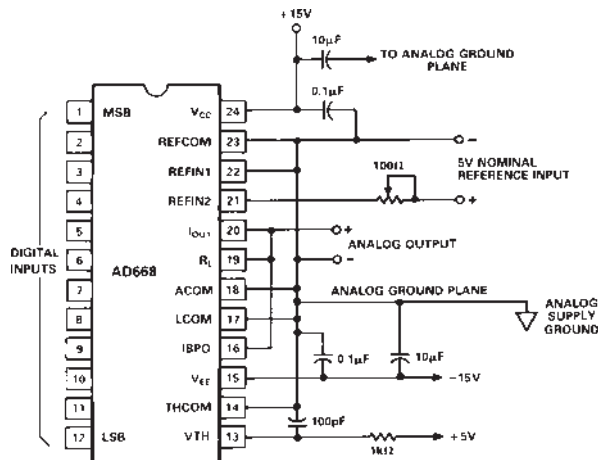 +15V
10µF
TO ANALOG GROUND
PLANE
0.1µF
1 MSB VCC 24
2 REFCOM 23
3 REFIN1 22
4 REFIN2 21
5 IOUT 20
6 RL 19
7 ACOM 18
8 LCOM 17
9 IBPO 16
10 VEE 15
11 THCOM 14
12 LSB VTH 13
DIGITAL
INPUTS
AD668
−
5V NOMINAL
REFERENCE INPUT
100Ω
+
+
ANALOG OUTPUT
−
ANALOG GROUND PLANE
ANALOG
SUPPLY
GROUND
0.1µF
10µF
−15V
100pF
1kΩ
+5V